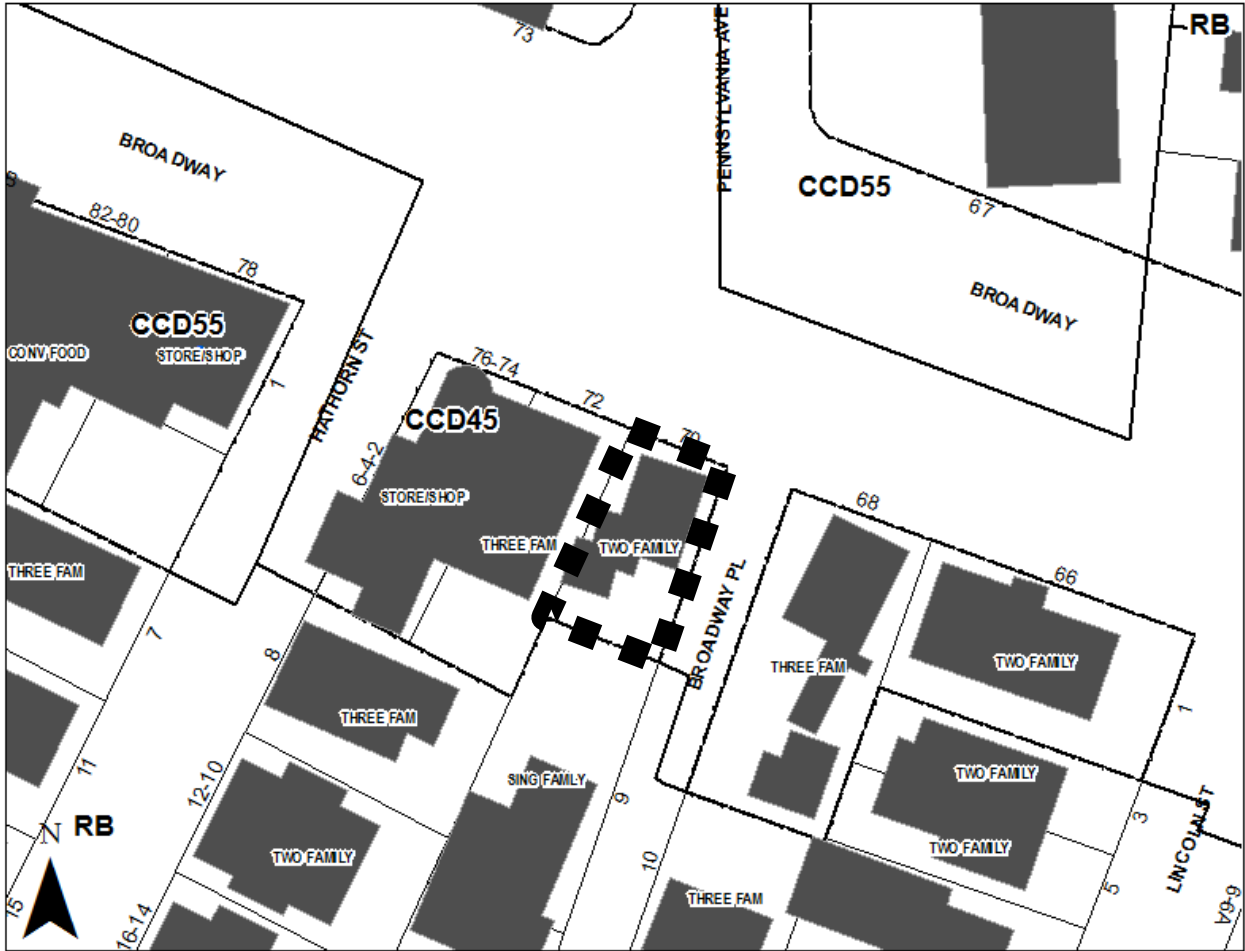 73
PENNSYLVANIA AVE
RB
BROADWAY
CCD55
82-80
67
78
BROADWAY
CCD55
CONV FOOD
STORE/SHOP
1
HATHORN ST
76-74
72
CCD45
70
6-4-2
STORE/SHOP
68
THREE FAM
TWO FAMILY
THREE FAM
66
BROADWAY PL
7
8
THREE FAM
TWO FAMILY
THREE FAM
1
11
12-10
SING FAMLY
9
TWO FAMILY
3
LINCOLN ST
N
RB
TWO FAMILY
10
TWO FAMILY
5
15
16-14
THREE FAM
9-9A